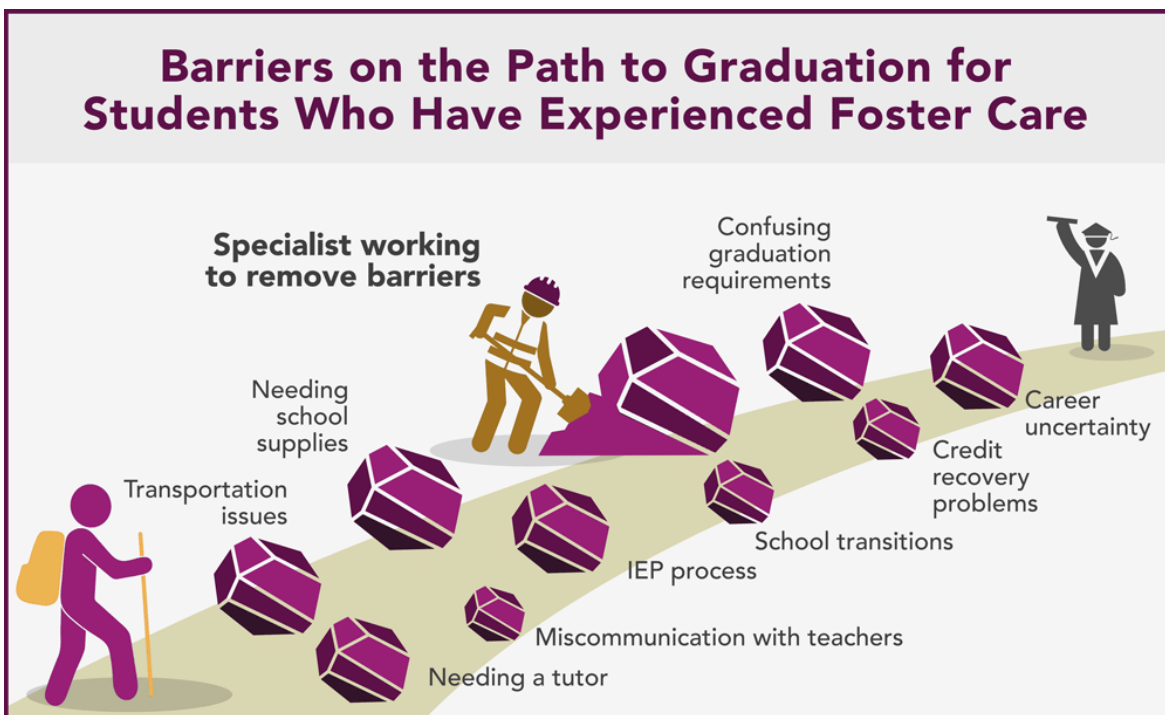 Barriers on the Path to Graduation for
Students Who Have Experienced Foster Care
Specialist working
to remove barriers
Confusing
graduation
requirements
Needing
school
supplies
Career
uncertainty
Transportation
issues
Credit
recovery
problems
School transitions
IEP process
Miscommunication with teachers
Needing a tutor